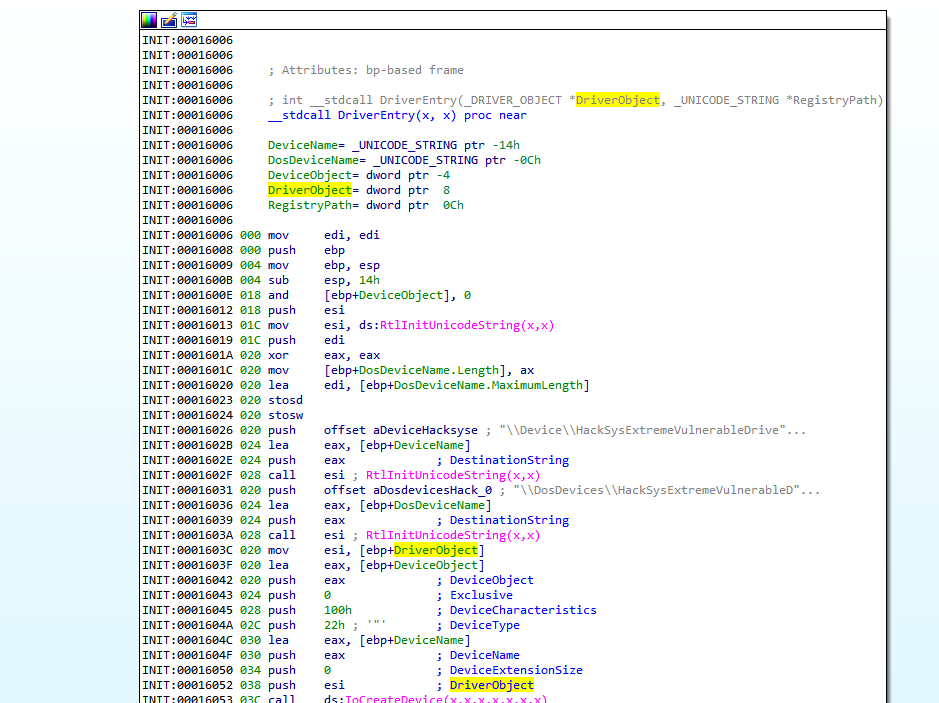 INIT:00016006
INIT:00016006
INIT:00016006 ; Attributes: bp-based frame
INIT:00016006
INIT:00016006 ; int __stdcall DriverEntry(_DRIVER_OBJECT *DriverObject, _UNICODE_STRING *RegistryPath)
INIT:00016006 __stdcall DriverEntry(x, x) proc near
INIT:00016006
INIT:00016006 DeviceName= _UNICODE_STRING ptr -14h
INIT:00016006 DosDeviceName= _UNICODE_STRING ptr -0Ch
INIT:00016006 DeviceObject= dword ptr -4
INIT:00016006 DriverObject= dword ptr 8
INIT:00016006 RegistryPath= dword ptr 0Ch
INIT:00016006
INIT:00016006 000 mov edi, edi
INIT:00016008 000 push ebp
INIT:00016009 004 mov ebp, esp
INIT:0001600B 004 sub esp, 14h
INIT:0001600E 018 and [ebp+DeviceObject], 0
INIT:00016012 018 push esi
INIT:00016013 01C mov esi, ds:RtlInitUnicodeString(x,x)
INIT:00016019 01C push edi
INIT:0001601A 020 xor eax, eax
INIT:0001601C 020 mov [ebp+DosDeviceName.Length], ax
INIT:00016020 020 lea edi, [ebp+DosDeviceName.MaximumLength]
INIT:00016023 020 stosd
INIT:00016024 020 stosw
INIT:00016026 020 push offset aDeviceHacksyse ; "\\Device\\HackSysExtremeVulnerableDrive"...
INIT:0001602B 024 lea eax, [ebp+DeviceName]
INIT:0001602E 024 push eax ; DestinationString
INIT:0001602F 028 call esi ; RtlInitUnicodeString(x,x)
INIT:00016031 020 push offset aDosdevicesHack_0 ; "\\DosDevices\\HackSysExtremeVulnerableD"...
INIT:00016036 024 lea eax, [ebp+DosDeviceName]
INIT:00016039 024 push eax ; DestinationString
INIT:0001603A 028 call esi ; RtlInitUnicodeString(x,x)
INIT:0001603C 020 mov esi, [ebp+DriverObject]
INIT:0001603F 020 lea eax, [ebp+DeviceObject]
INIT:00016042 020 push eax ; DeviceObject
INIT:00016043 024 push 0 ; Exclusive
INIT:00016045 028 push 100h ; DeviceCharacteristics
INIT:0001604A 02C push 22h ; '"' ; DeviceType
INIT:0001604C 030 lea eax, [ebp+DeviceName]
INIT:0001604F 030 push eax ; DeviceName
INIT:00016050 034 push 0 ; DeviceExtensionSize
INIT:00016052 038 push esi ; DriverObject
INIT:00016053 03C call ds:IoCreateDevice(x,x,x,x,x,x,x)